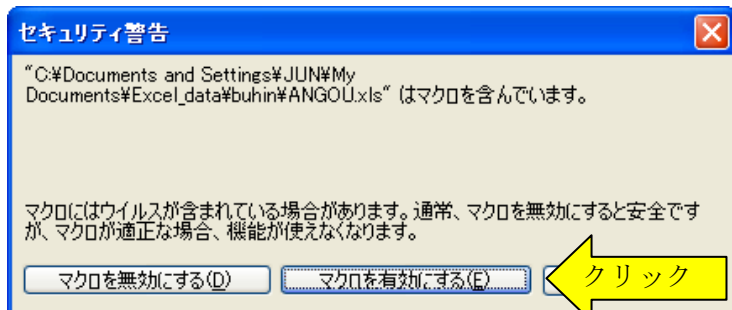 セキュリティ警告
"C:¥Documents and Settings¥JUN¥My
Documents¥Excel_data¥buhin¥ANGOU.xls" はマクロを含んでいます。
マクロにはウイルスが含まれている場合があります。通常、マクロを無効にすると安全です
が、マクロが適正な場合、機能が使えなくなります。
マクロを無効にする(D) マクロを有効にする(E) クリック